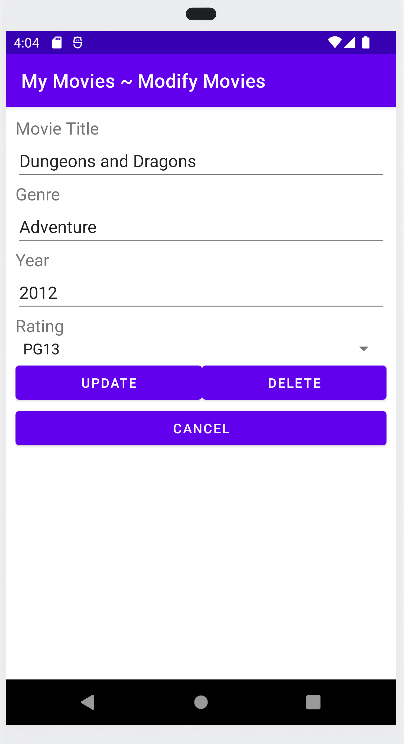 4:04
My Movies ~ Modify Movies
Movie Title
Dungeons and Dragons
Genre
Adventure
Year
2012
Rating
PG13
UPDATE DELETE
CANCEL